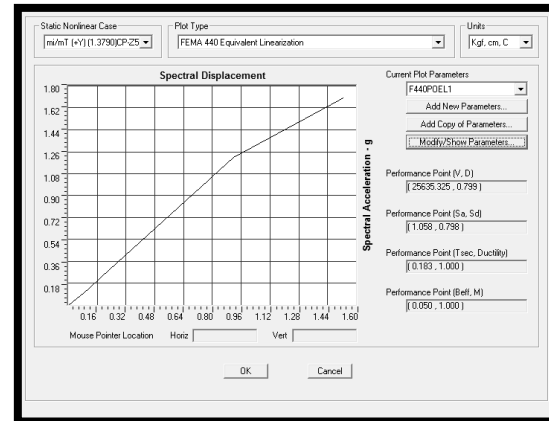 Static Nonlinear Case
mi/mT (+Y) (1.3790)CP-Z5
Plot Type
FEMA 440 Equivalent Linearization
Units
Kgf, cm, C
Spectral Displacement
1.80
1.62
1.44
1.26
1.08
0.90
0.72
0.54
0.36
0.18
0.16 0.32 0.48 0.64 0.80 0.96 1.12 1.28 1.44 1.60
Spectral Acceleration - g
Mouse Pointer Location Horiz Vert
Current Plot Parameters
F440POEL1
Add New Parameters...
Add Copy of Parameters...
Modify/Show Parameters...
Performance Point (V, D)
( 25635.325 , 0.799 )
Performance Point (Sa, Sd)
( 1.058 , 0.798 )
Performance Point (Tsec, Ductility)
( 0.183 , 1.000 )
Performance Point (Beff, M)
( 0.050 , 1.000 )
OK
Cancel